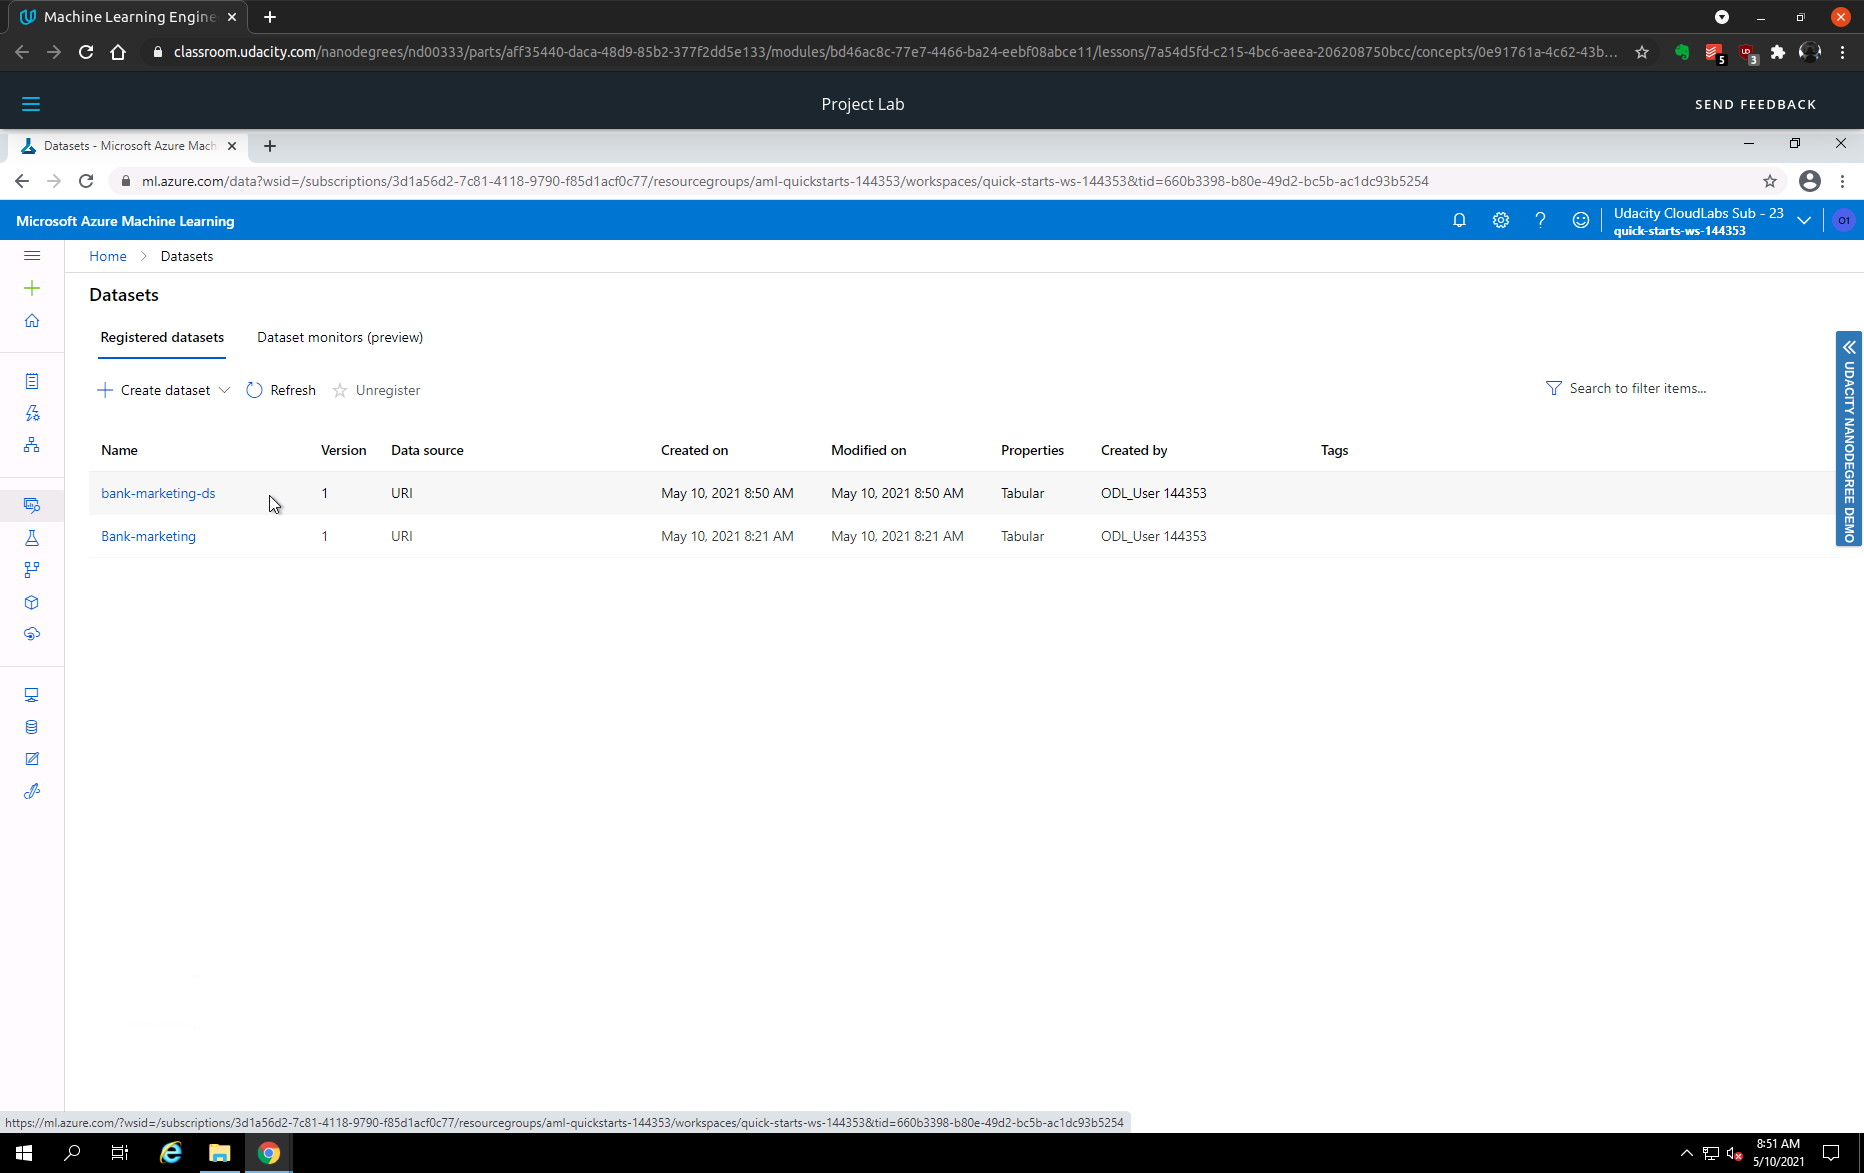 Machine Learning Engine
classroom.udacity.com/nanodegrees/nd00333/parts/aff35440-daca-48d9-85b2-377f2dd5e133/modules/bd46ac8c-77e7-4466-ba24-eebf08abce11/lessons/7a54d5fd-c215-4bc6-aeea-206208750bcc/concepts/0e91761a-4c62-43b...
5
3
Project Lab
SEND FEEDBACK
Datasets - Microsoft Azure Mach
ml.azure.com/data?wsid=/subscriptions/3d1a56d2-7c81-4118-9790-f85d1acf0c77/resourcegroups/aml-quickstarts-144353/workspaces/quick-starts-ws-144353&tid=660b3398-b80e-49d2-bc5b-ac1dc93b5254
Microsoft Azure Machine Learning
Udacity CloudLabs Sub - 23
quick-starts-ws-144353
O1
Home > Datasets
Datasets
Registered datasets Dataset monitors (preview)
Create dataset Refresh Unregister
Search to filter items...
UDACITY NANODEGREE DEMO
Name Version Data source Created on Modified on Properties Created by Tags
bank-marketing-ds 1 URI May 10, 2021 8:50 AM May 10, 2021 8:50 AM Tabular ODL_User 144353
Bank-marketing 1 URI May 10, 2021 8:21 AM May 10, 2021 8:21 AM Tabular ODL_User 144353
https://ml.azure.com/?wsid=/subscriptions/3d1a56d2-7c81-4118-9790-f85d1acf0c77/resourcegroups/aml-quickstarts-144353/workspaces/quick-starts-ws-144353&tid=660b3398-b80e-49d2-bc5b-ac1dc93b5254
8:51 AM
5/10/2021